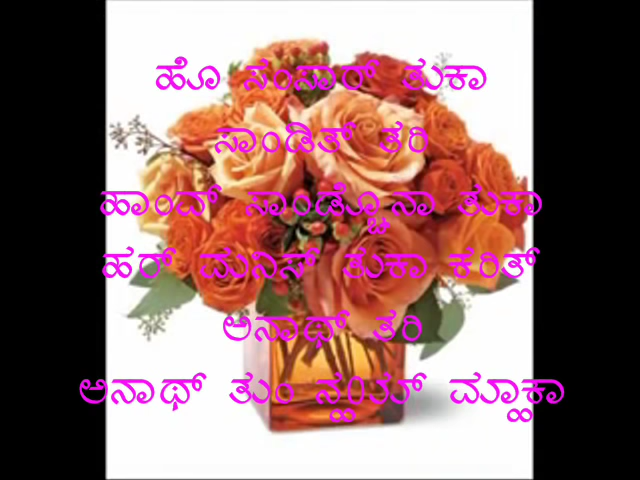 ಹೊ ಸಂಸಾರ್ ತುಕಾ
ಸಾಂಡಿತ್ ತರಿ
ಹಾಂವ್ ಸಾಂಡ್ಚೊನಾ ತುಕಾ
ಹರ್ ಮನಿಸ್ ತುಕಾ ಕರಿತ್
ಅನಾಥ್ ತರಿ
ಅನಾಥ್ ತುಂ ನ್ಹಿಂಯ್ ಮ್ಹಾಕಾ